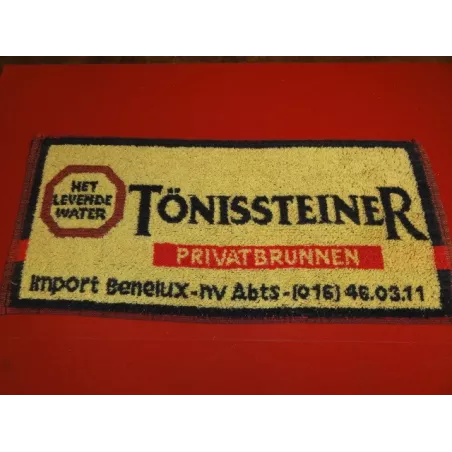 HET
LEVENDE
WATER
TÖNISSTEINER
PRIVATBRUNNEN
Import Benelux-nv Abts-(016) 46.03.11